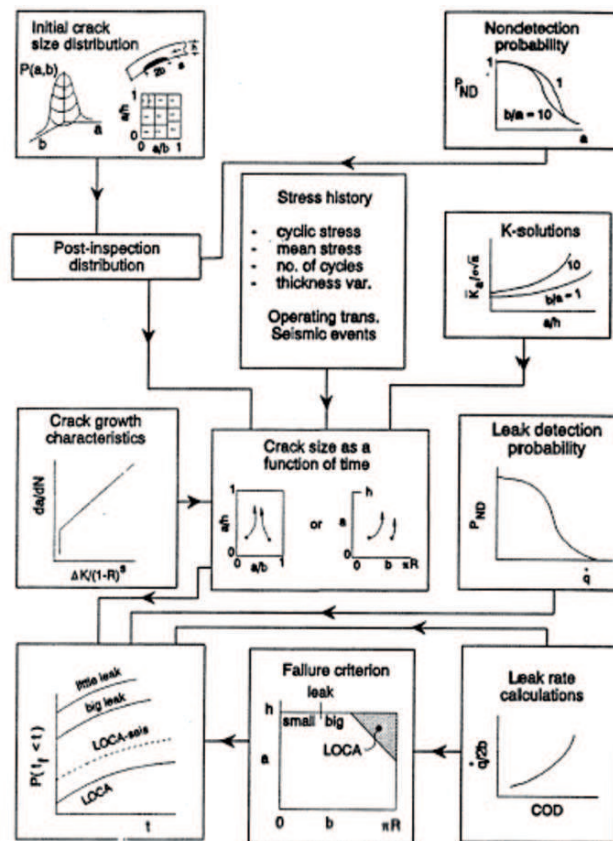 Initial crack
size distribution
P(a,b)
h
2b
a
1
a/h
0
b
a
0 a/b 1
Nondetection
probability
1
P_ND
1
b/a = 10
a
Stress history
- cyclic stress
- mean stress
- no. of cycles
- thickness var.
Operating trans.
Seismic events
Post-inspection
distribution
K-solutions
10
b/a = 1
a/h
Crack growth
characteristics
da/dN
ΔK/(1-R)
Crack size as a
function of time
1
a/h
0
0 a/b 1
or
h
a
0
0 b πR
Leak detection
probability
P_ND
q̇
little leak
big leak
LOCA-seis
LOCA
P(t_f < t)
t
Failure criterion
leak
h
small big
LOCA
a
0 b πR
Leak rate
calculations
q̇/2b
COD